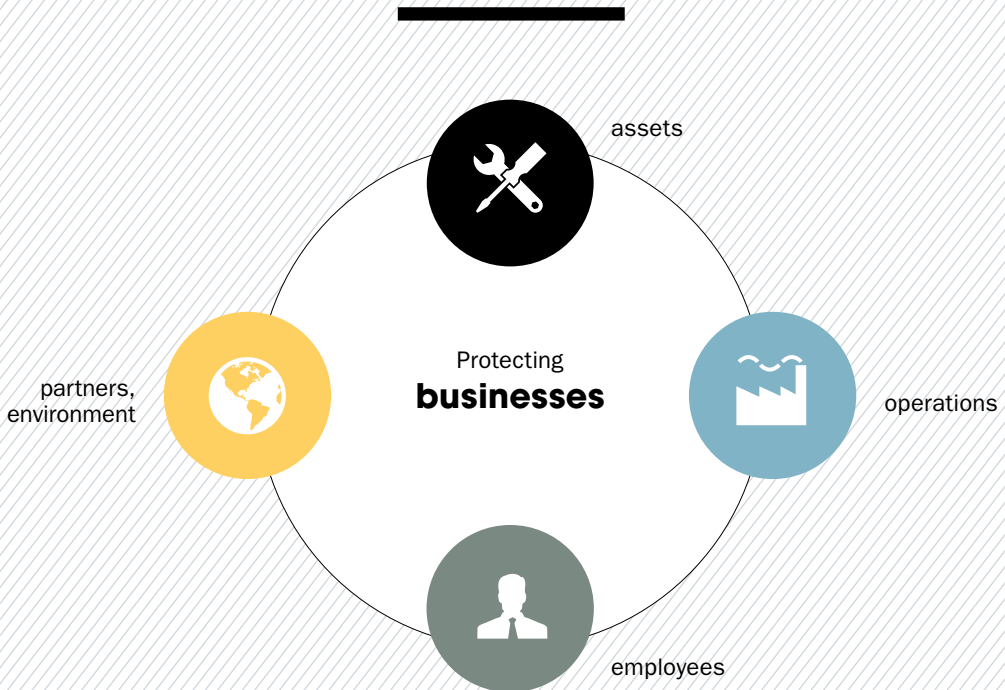 assets
Protecting
businesses
partners,
environment
operations
employees